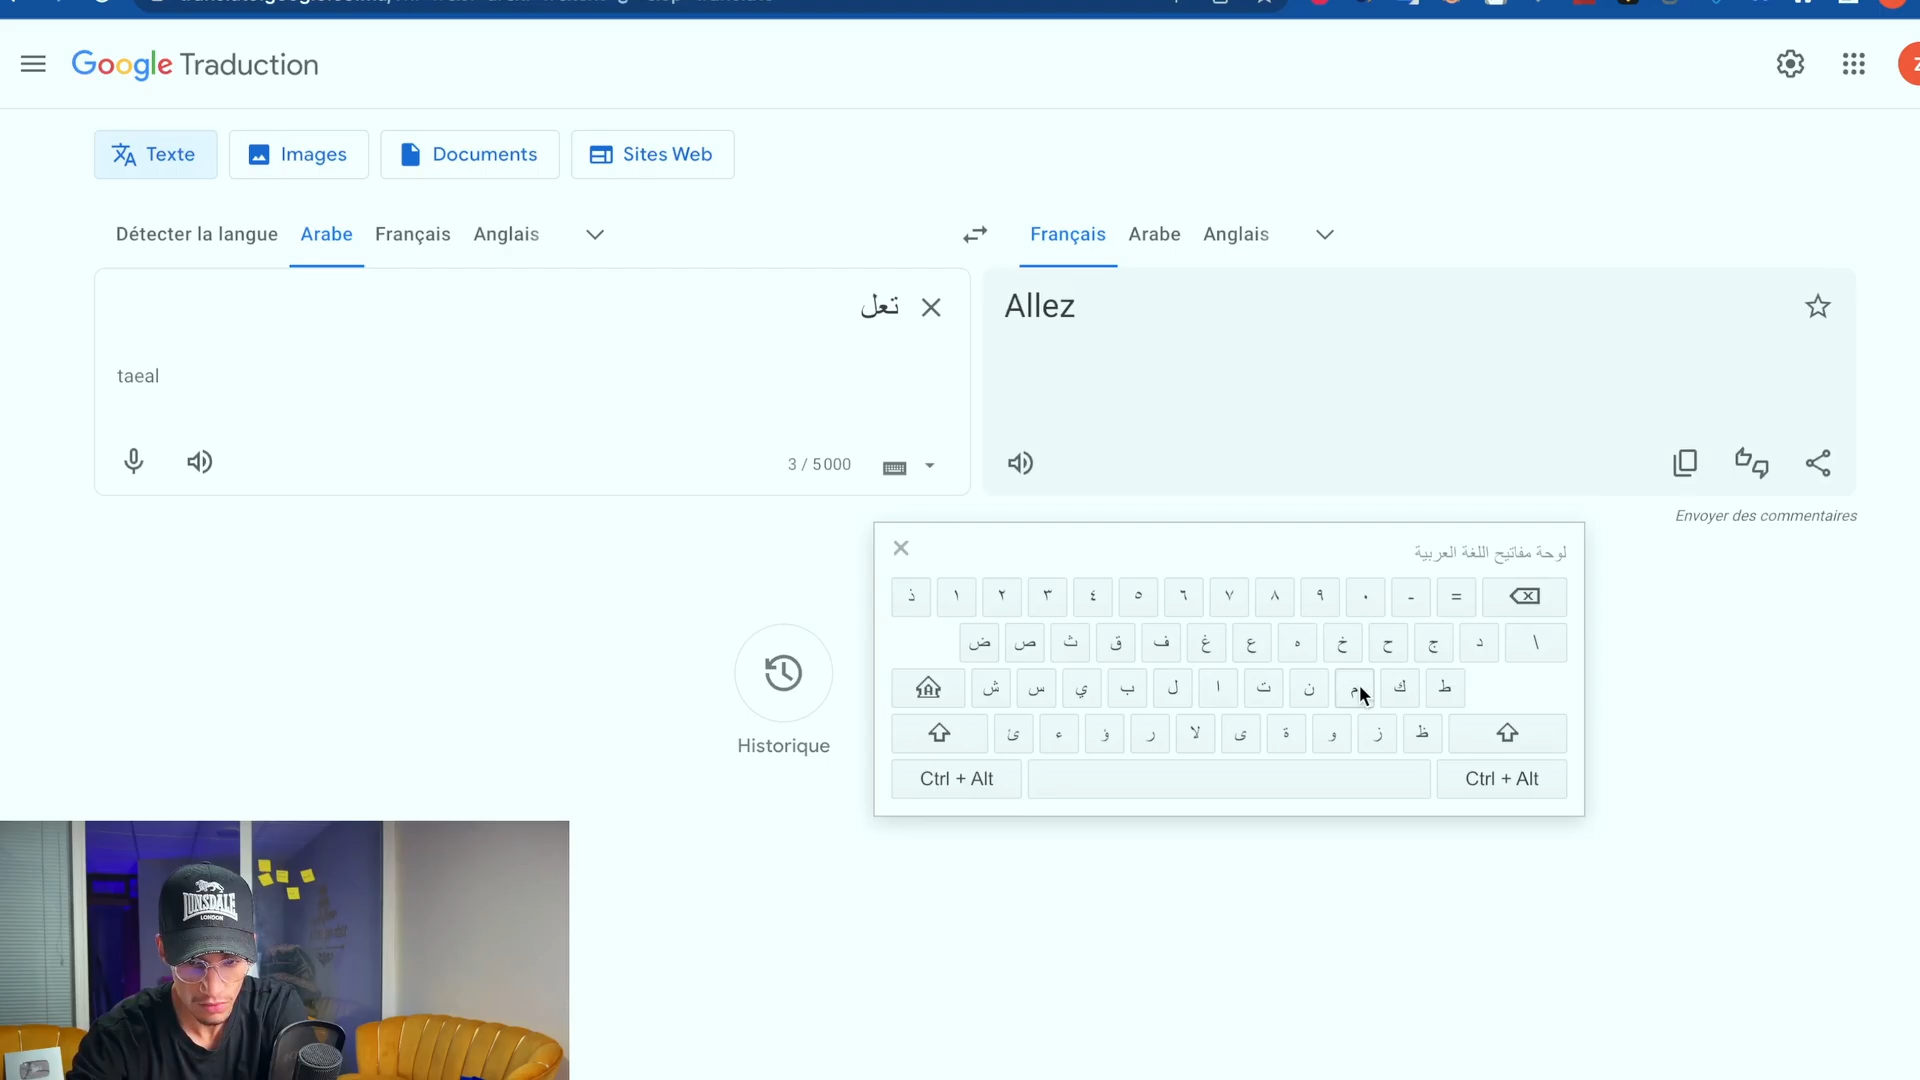 Google Traduction
Texte
Images
Documents
Sites Web
Détecter la langue
Arabe
Français
Anglais
Français
Arabe
Anglais
تعل
taeal
3 / 5000
Allez
Envoyer des commentaires
Historique
لوحة مفاتيح اللغة العربية
ذ ١ ٢ ٣ ٤ ٥ ٦ ٧ ٨ ٩ ٠ - =
ض ص ث ق ف غ ع ه خ ح ج د \
ش س ي ب ل ا ت ن م ك ط
ئ ء ؤ ر لا ى ة و ز ظ
Ctrl + Alt
Ctrl + Alt
LONSDALE
LONDON